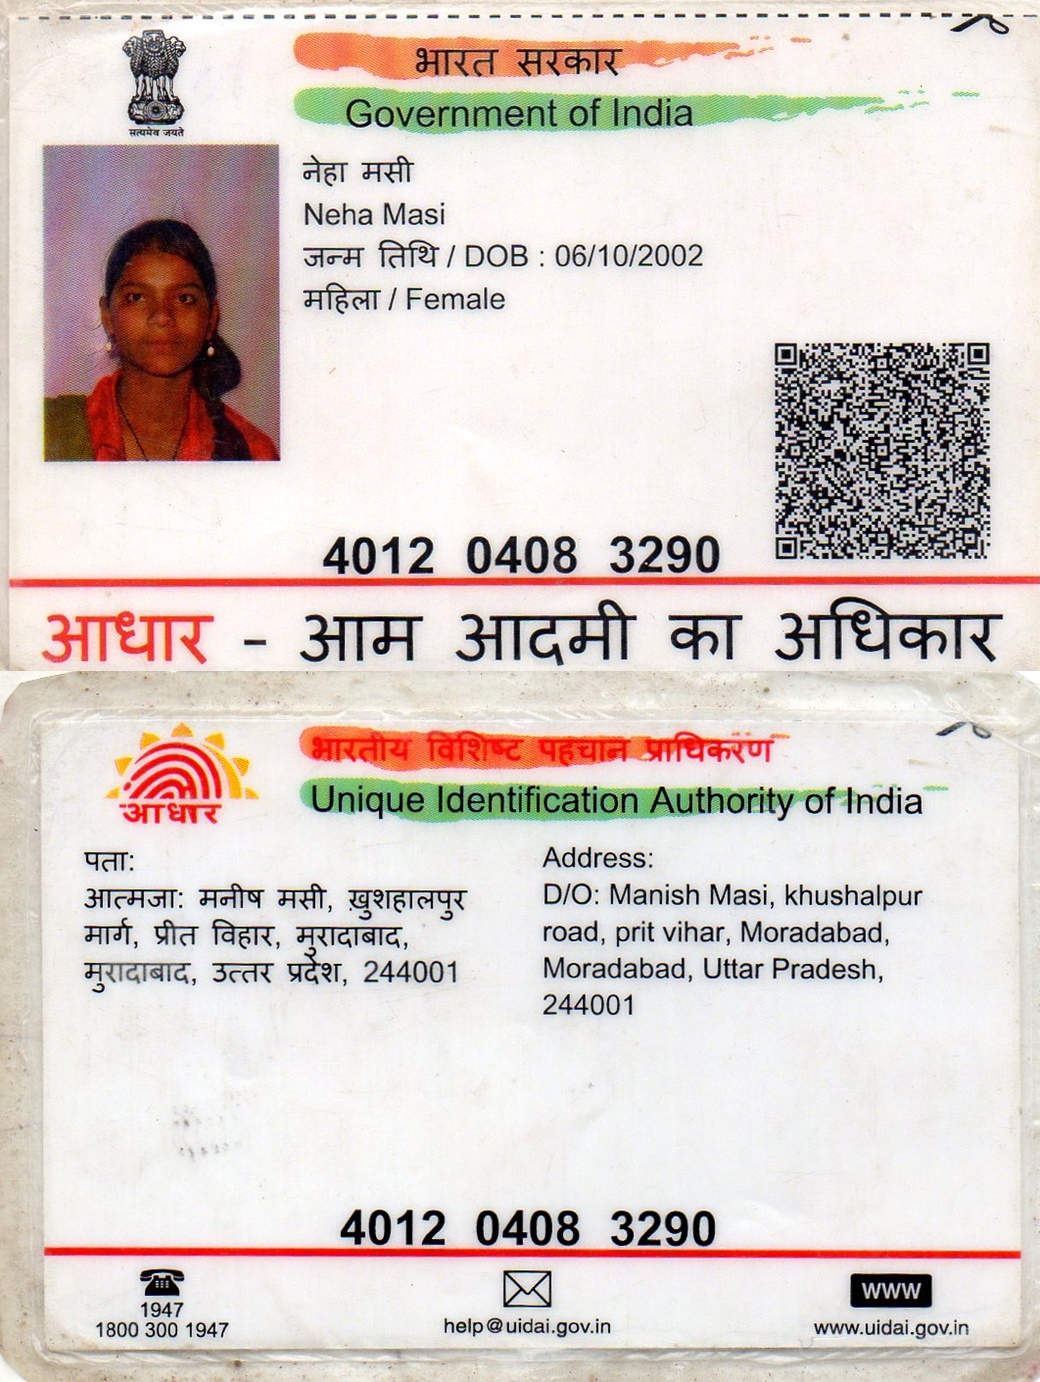 सत्यमेव जयते
भारत सरकार
Government of India
नेहा मसी
Neha Masi
जन्म तिथि / DOB : 06/10/2002
महिला / Female
4012 0408 3290
आधार - आम आदमी का अधिकार
आधार
भारतीय विशिष्ट पहचान प्राधिकरण
Unique Identification Authority of India
पता:
आत्मजा: मनीष मसी, ख़ुशहालपुर
मार्ग, प्रीत विहार, मुरादाबाद,
मुरादाबाद, उत्तर प्रदेश, 244001
Address:
D/O: Manish Masi, khushalpur
road, prit vihar, Moradabad,
Moradabad, Uttar Pradesh,
244001
4012 0408 3290
1947
1800 300 1947
help@uidai.gov.in
www
www.uidai.gov.in